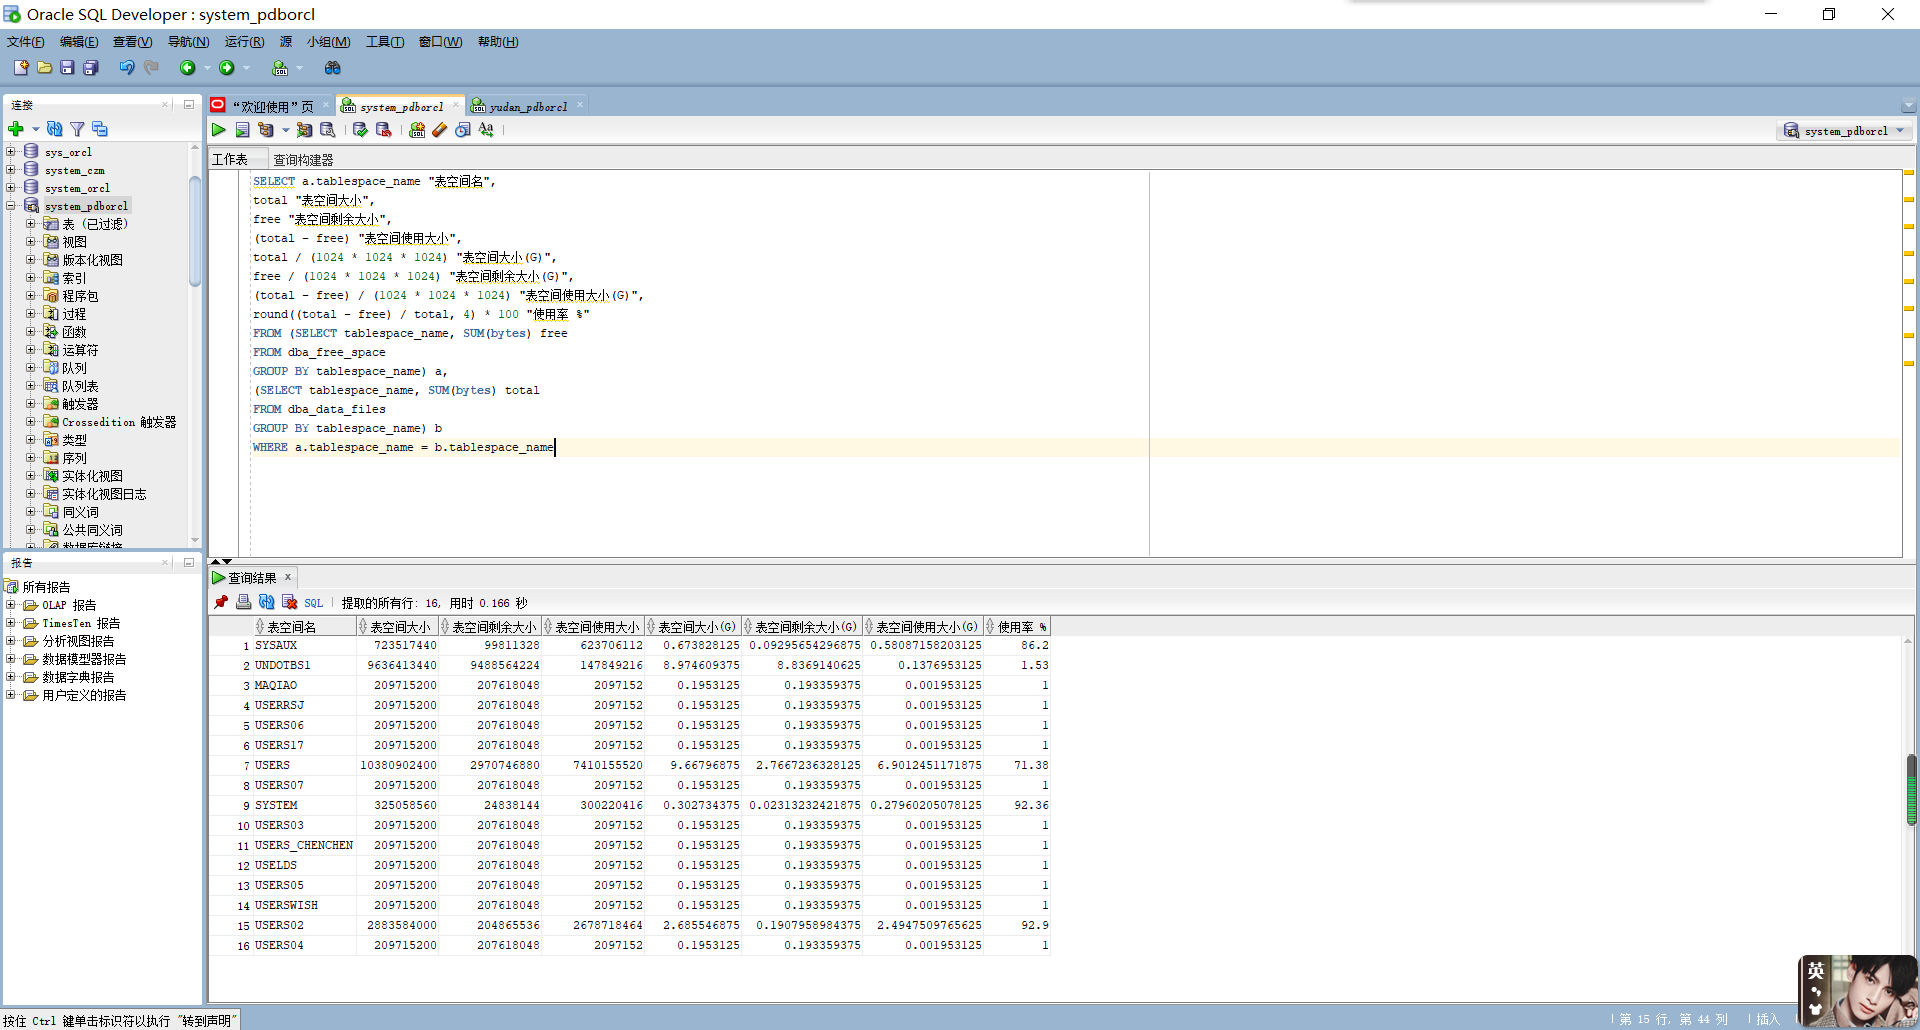 Oracle SQL Developer : system_pdborcl
文件(F) 编辑(E) 查看(V) 导航(N) 运行(R) 源 小组(M) 工具(T) 窗口(W) 帮助(H)
连接
“欢迎使用”页
system_pdborcl
yudan_pdborcl
system_pdborcl
工作表 查询构建器
sys_orcl
system_czm
system_orcl
system_pdborcl
表 (已过滤)
视图
版本化视图
索引
程序包
过程
函数
运算符
队列
队列表
触发器
Crossedition 触发器
类型
序列
实体化视图
实体化视图日志
同义词
公共同义词
数据库链接
报告
所有报告
OLAP 报告
TimesTen 报告
分析视图报告
数据模型器报告
数据字典报告
用户定义的报告
SELECT a.tablespace_name "表空间名",
total "表空间大小",
free "表空间剩余大小",
(total - free) "表空间使用大小",
total / (1024 * 1024 * 1024) "表空间大小(G)",
free / (1024 * 1024 * 1024) "表空间剩余大小(G)",
(total - free) / (1024 * 1024 * 1024) "表空间使用大小(G)",
round((total - free) / total, 4) * 100 "使用率 %"
FROM (SELECT tablespace_name, SUM(bytes) free
FROM dba_free_space
GROUP BY tablespace_name) a,
(SELECT tablespace_name, SUM(bytes) total
FROM dba_data_files
GROUP BY tablespace_name) b
WHERE a.tablespace_name = b.tablespace_name
查询结果
SQL 提取的所有行: 16, 用时 0.166 秒
表空间名 表空间大小 表空间剩余大小 表空间使用大小 表空间大小(G) 表空间剩余大小(G) 表空间使用大小(G) 使用率 %
1 SYSAUX 723517440 99811328 623706112 0.673828125 0.09295654296875 0.58087158203125 86.2
2 UNDOTBS1 9636413440 9488564224 147849216 8.974609375 8.8369140625 0.1376953125 1.53
3 MAQIAO 209715200 207618048 2097152 0.1953125 0.193359375 0.001953125 1
4 USERRSJ 209715200 207618048 2097152 0.1953125 0.193359375 0.001953125 1
5 USERS06 209715200 207618048 2097152 0.1953125 0.193359375 0.001953125 1
6 USERS17 209715200 207618048 2097152 0.1953125 0.193359375 0.001953125 1
7 USERS 10380902400 2970746880 7410155520 9.66796875 2.7667236328125 6.9012451171875 71.38
8 USERS07 209715200 207618048 2097152 0.1953125 0.193359375 0.001953125 1
9 SYSTEM 325058560 24838144 300220416 0.302734375 0.02313232421875 0.27960205078125 92.36
10 USERS03 209715200 207618048 2097152 0.1953125 0.193359375 0.001953125 1
11 USERS_CHENCHEN 209715200 207618048 2097152 0.1953125 0.193359375 0.001953125 1
12 USELDS 209715200 207618048 2097152 0.1953125 0.193359375 0.001953125 1
13 USERS05 209715200 207618048 2097152 0.1953125 0.193359375 0.001953125 1
14 USERSWISH 209715200 207618048 2097152 0.1953125 0.193359375 0.001953125 1
15 USERS02 2883584000 204865536 2678718464 2.685546875 0.1907958984375 2.4947509765625 92.9
16 USERS04 209715200 207618048 2097152 0.1953125 0.193359375 0.001953125 1
英
按住 Ctrl 键单击标识符以执行 "转到声明"
第 15 行, 第 44 列 插入